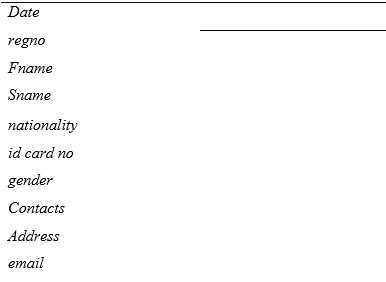 Date
regno
Fname
Sname
nationality
id card no
gender
Contacts
Address
email